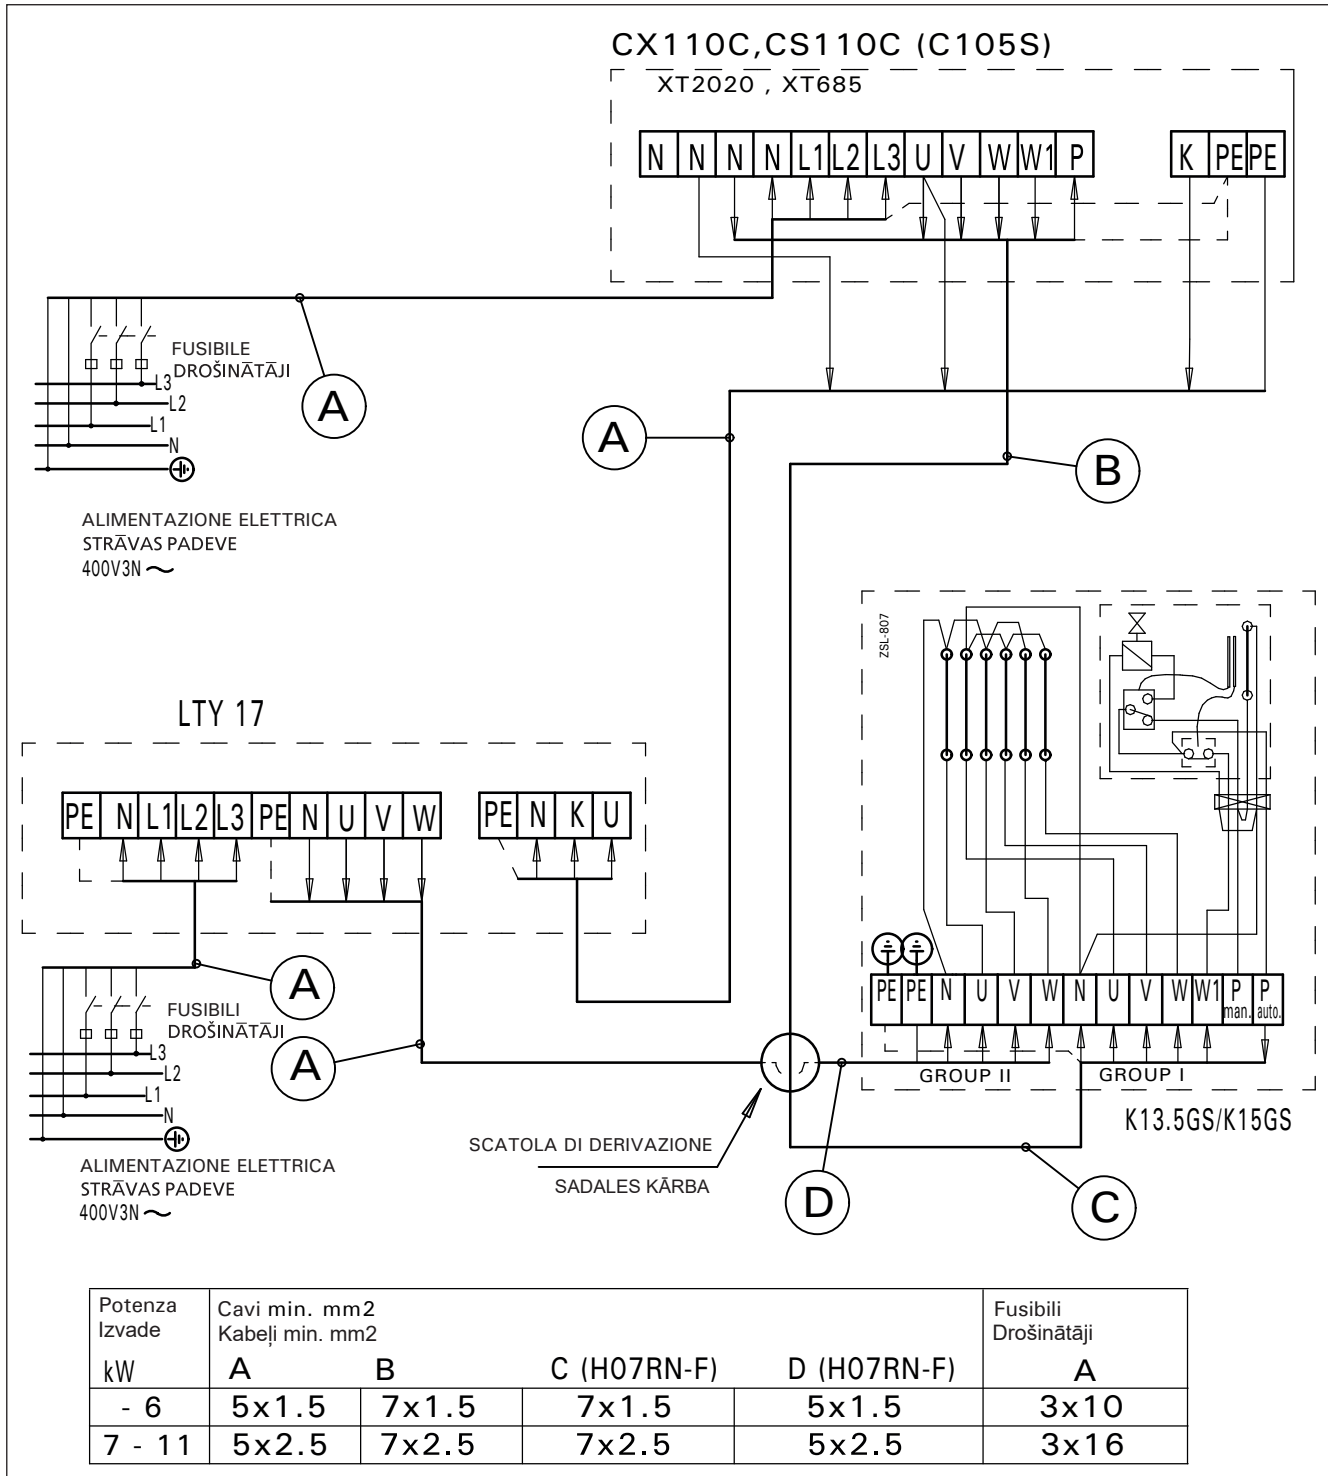 CX110C,CS110C (C105S)
XT2020 , XT685
N N N N L1 L2 L3 U V W W1 P K PE PE
FUSIBILE
DROŠINĀTĀJI
L3
L2
L1
N
A
A
B
ALIMENTAZIONE ELETTRICA
STRĀVAS PADEVE
400V3N ~
ZSL-807
LTY 17
PE N L1 L2 L3 PE N U V W PE N K U
A
FUSIBILI
DROŠINĀTĀJI
L3
L2
L1
N
A
PE PE N U V W N U V W W1 P man. P auto.
GROUP II GROUP I
K13.5GS/K15GS
SCATOLA DI DERIVAZIONE
SADALES KĀRBA
D
C
ALIMENTAZIONE ELETTRICA
STRĀVAS PADEVE
400V3N ~
Potenza Cavi min. mm2 Fusibili
Izvade Kabeļi min. mm2 Drošinātāji
kW A B C (H07RN-F) D (H07RN-F) A
- 6 5x1.5 7x1.5 7x1.5 5x1.5 3x10
7 - 11 5x2.5 7x2.5 7x2.5 5x2.5 3x16